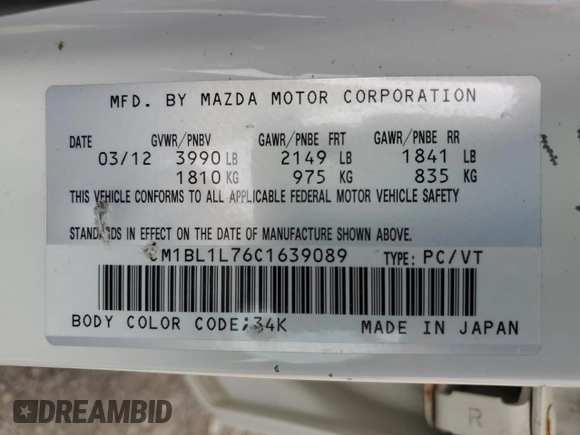 MFD. BY MAZDA MOTOR CORPORATION
DATE GVWR/PNBV GAWR/PNBE FRT GAWR/PNBE RR
03/12 3990 LB 2149 LB 1841 LB
1810 KG 975 KG 835 KG
THIS VEHICLE CONFORMS TO ALL APPLICABLE FEDERAL MOTOR VEHICLE SAFETY
STANDARDS IN EFFECT ON THE DATE OF MANUFACTURE SHOWN ABOVE.
M1BL1L76C1639089 TYPE: PC/VT
BODY COLOR CODE: 34K MADE IN JAPAN
R
DREAMBID